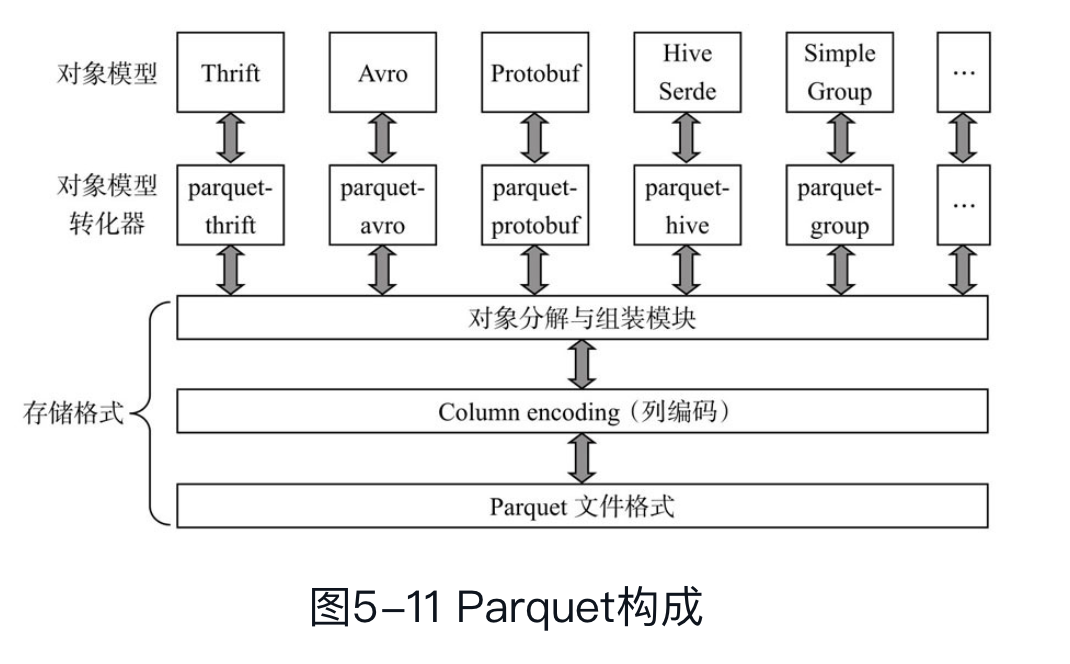 对象模型
Thrift
Avro
Protobuf
Hive
Serde
Simple
Group
…
对象模型
转化器
parquet-
thrift
parquet-
avro
parquet-
protobuf
parquet-
hive
parquet-
group
…
存储格式
对象分解与组装模块
Column encoding（列编码）
Parquet 文件格式
图5-11 Parquet构成